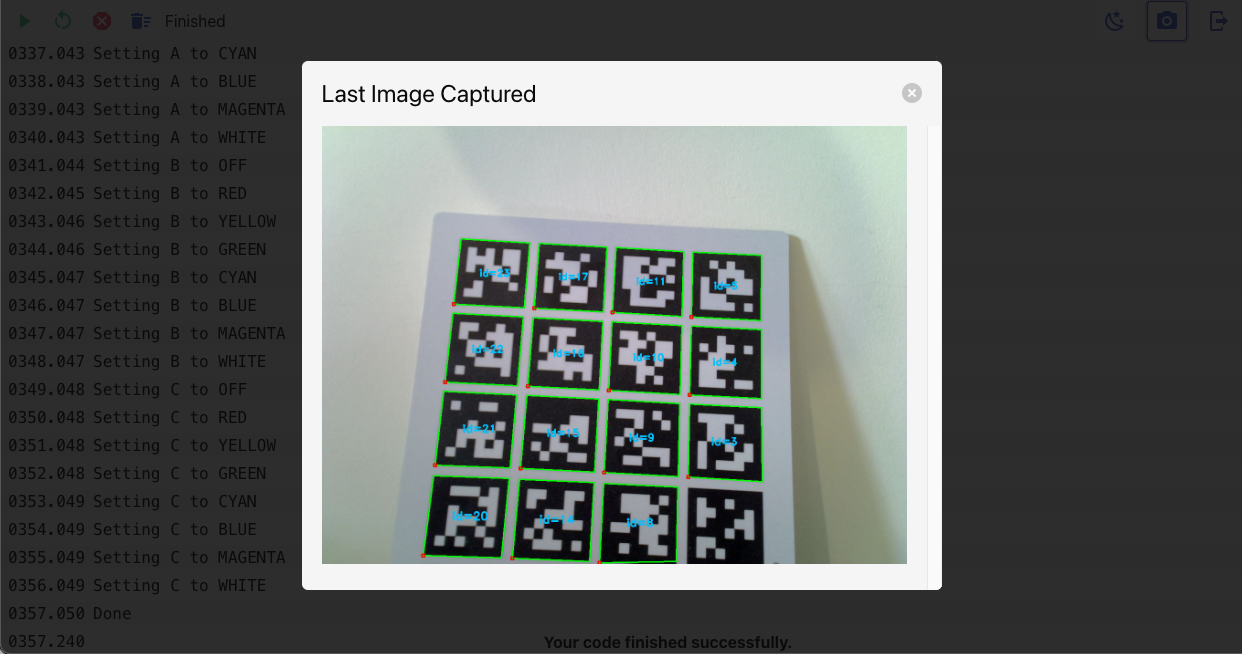 Finished
0337.043 Setting A to CYAN
0338.043 Setting A to BLUE
0339.043 Setting A to MAGENTA
0340.043 Setting A to WHITE
0341.044 Setting B to OFF
0342.045 Setting B to RED
0343.046 Setting B to YELLOW
0344.046 Setting B to GREEN
0345.047 Setting B to CYAN
0346.047 Setting B to BLUE
0347.047 Setting B to MAGENTA
0348.047 Setting B to WHITE
0349.048 Setting C to OFF
0350.048 Setting C to RED
0351.048 Setting C to YELLOW
0352.048 Setting C to GREEN
0353.049 Setting C to CYAN
0354.049 Setting C to BLUE
0355.049 Setting C to MAGENTA
0356.049 Setting C to WHITE
0357.050 Done
0357.240
Your code finished successfully.
Last Image Captured
id=23 id=17 id=11 id=5
id=22 id=16 id=10 id=4
id=21 id=15 id=9 id=3
id=20 id=14 id=8